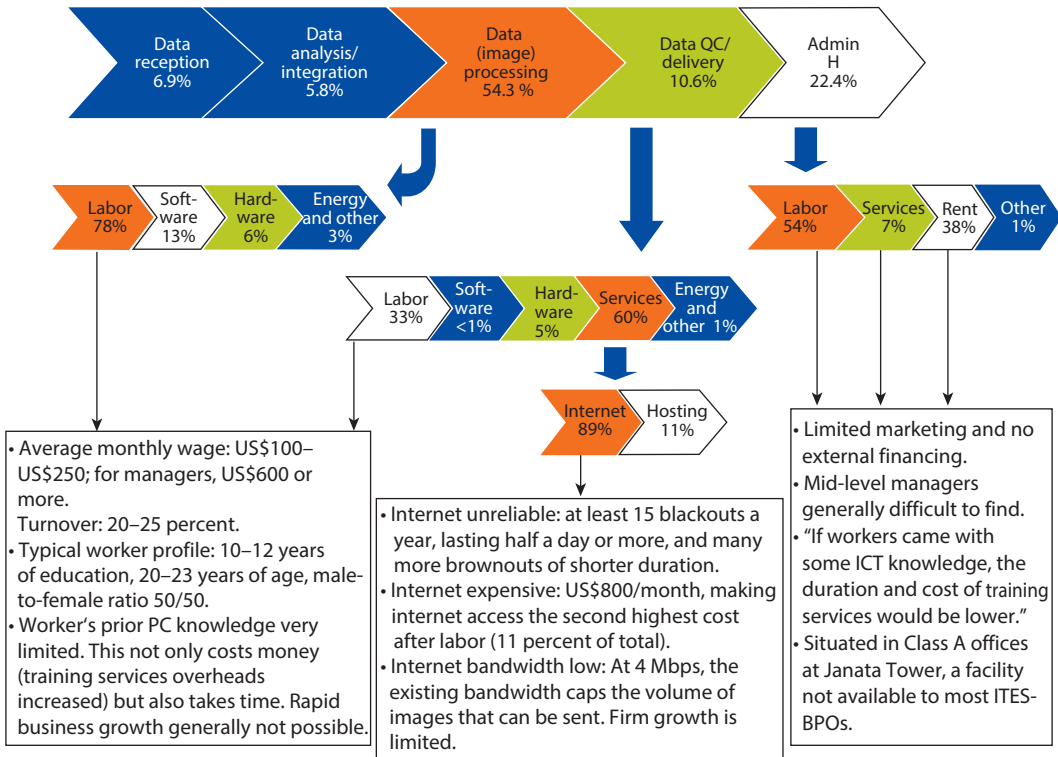 Data
reception
6.9%
Data
analysis/
integration
5.8%
Data
(image)
processing
54.3 %
Data QC/
delivery
10.6%
Admin
H
22.4%
Labor
78%
Soft-
ware
13%
Hard-
ware
6%
Energy
and other
3%
Labor
54%
Services
7%
Rent
38%
Other
1%
Labor
33%
Soft-
ware
<1%
Hard-
ware
5%
Services
60%
Energy
and
other 1%
Internet
89%
Hosting
11%
• Average monthly wage: US$100–
US$250; for managers, US$600 or
more.
Turnover: 20–25 percent.
• Typical worker profile: 10–12 years
of education, 20–23 years of age, male-
to-female ratio 50/50.
• Worker‘s prior PC knowledge very
limited. This not only costs money
(training services overheads
increased) but also takes time. Rapid
business growth generally not possible.
• Internet unreliable: at least 15 blackouts a
year, lasting half a day or more, and many
more brownouts of shorter duration.
• Internet expensive: US$800/month, making
internet access the second highest cost
after labor (11 percent of total).
• Internet bandwidth low: At 4 Mbps, the
existing bandwidth caps the volume of
images that can be sent. Firm growth is
limited.
• Limited marketing and no
external financing.
• Mid-level managers
generally difficult to find.
• “If workers came with
some ICT knowledge, the
duration and cost of training
services would be lower.”
• Situated in Class A offices
at Janata Tower, a facility
not available to most ITES-
BPOs.